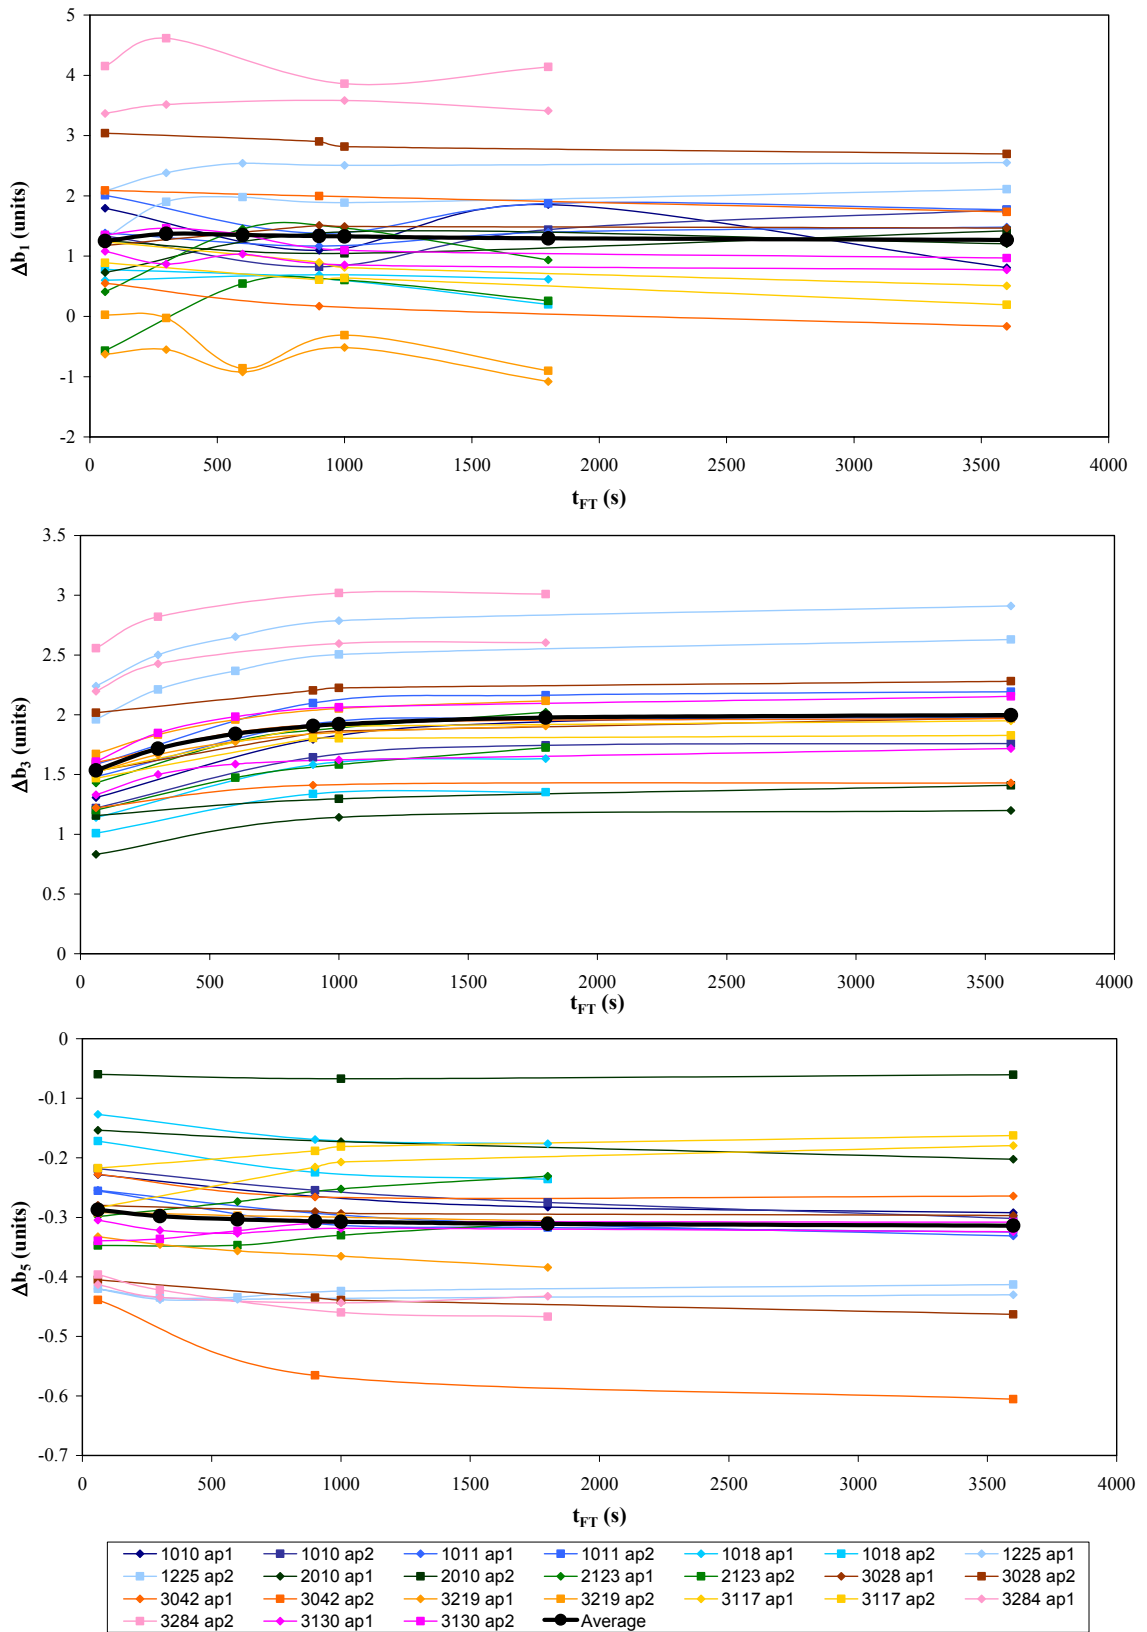 5
4
3
2
1
0
-1
-2
Δb1 (units)
0 500 1000 1500 2000 2500 3000 3500 4000
tFT (s)
3.5
3
2.5
2
1.5
1
0.5
0
Δb3 (units)
0 500 1000 1500 2000 2500 3000 3500 4000
tFT (s)
0
-0.1
-0.2
-0.3
-0.4
-0.5
-0.6
-0.7
Δb5 (units)
0 500 1000 1500 2000 2500 3000 3500 4000
tFT (s)
1010 ap1 1010 ap2 1011 ap1 1011 ap2 1018 ap1 1018 ap2 1225 ap1
1225 ap2 2010 ap1 2010 ap2 2123 ap1 2123 ap2 3028 ap1 3028 ap2
3042 ap1 3042 ap2 3219 ap1 3219 ap2 3117 ap1 3117 ap2 3284 ap1
3284 ap2 3130 ap1 3130 ap2 Average